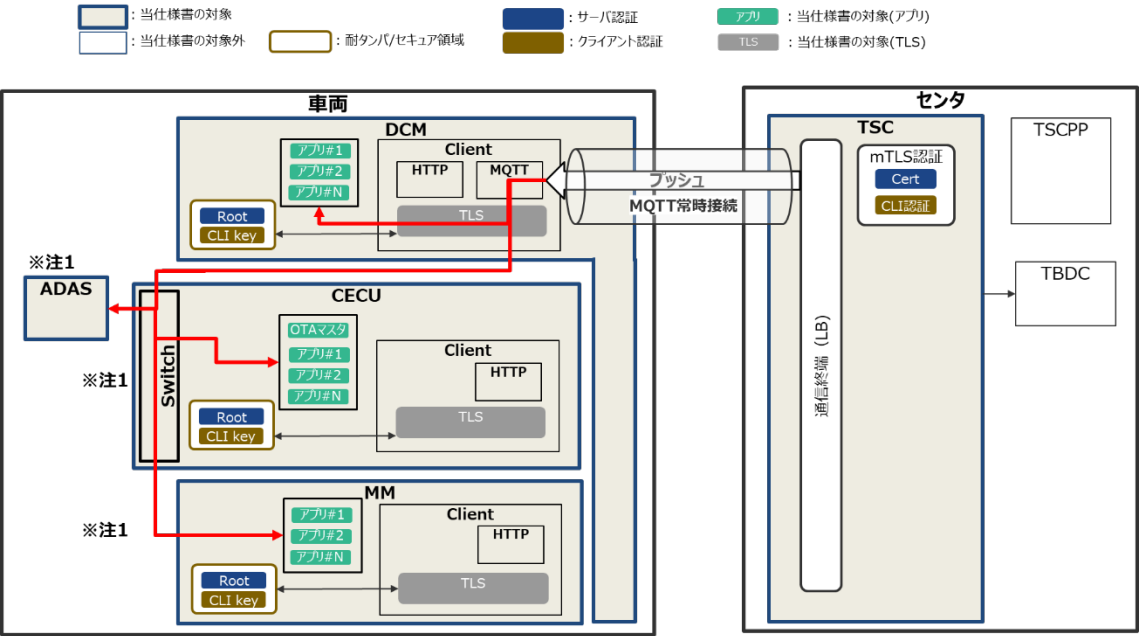 ：当仕様書の対象
：サーバ認証
アプリ
：当仕様書の対象(アプリ)
：当仕様書の対象外
：耐タンパ/セキュア領域
：クライアント認証
TLS
：当仕様書の対象(TLS)
車両
DCM
アプリ#1
アプリ#2
アプリ#N
Client
HTTP
MQTT
TLS
Root
CLI key
プッシュ
MQTT常時接続
※注1
ADAS
CECU
Switch
OTAマスタ
アプリ#1
アプリ#2
アプリ#N
Client
HTTP
TLS
※注1
Root
CLI key
MM
アプリ#1
アプリ#2
アプリ#N
Client
HTTP
TLS
※注1
Root
CLI key
センタ
TSC
mTLS認証
Cert
CLI認証
通信終端（LB）
TSCPP
TBDC